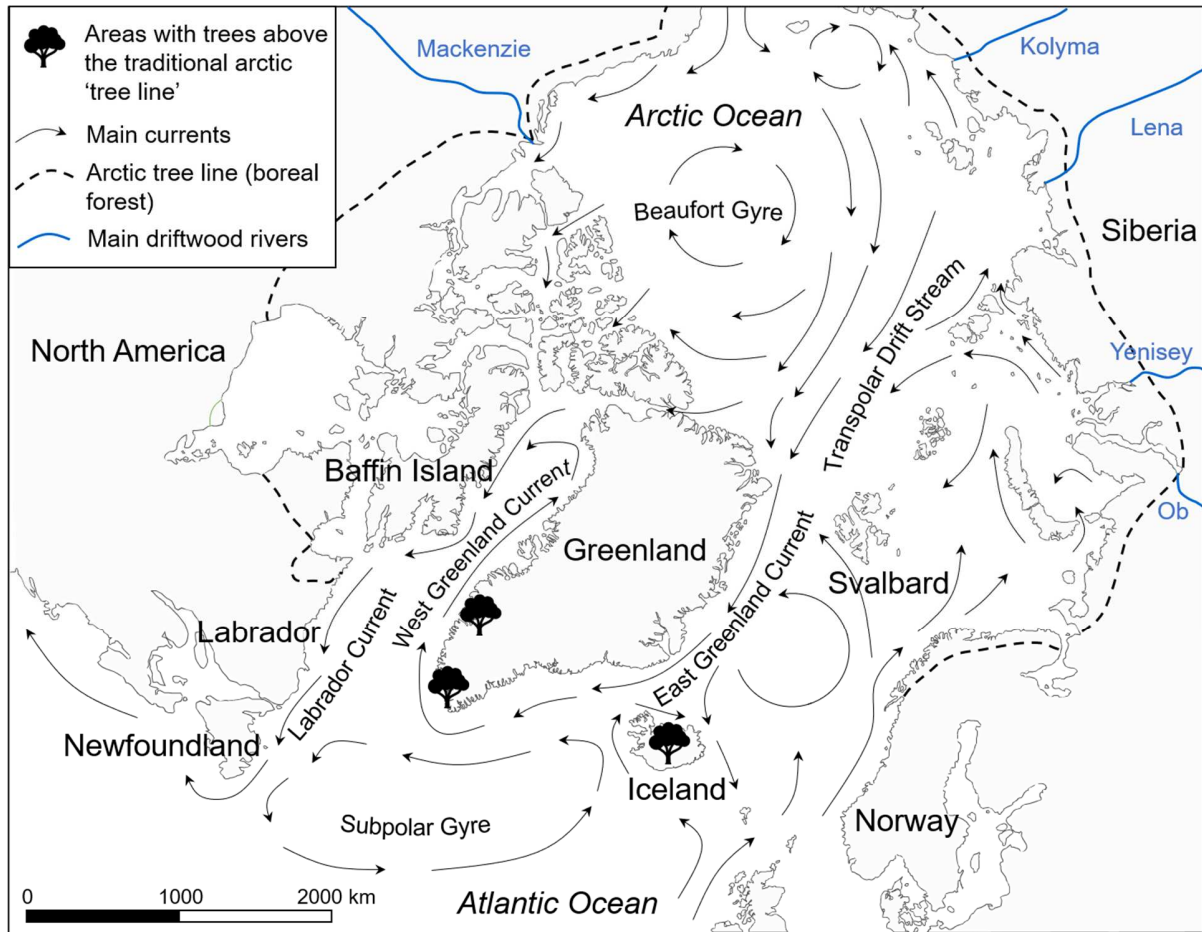 Areas with trees above
the traditional arctic
‘tree line’
Main currents
Arctic tree line (boreal
forest)
Main driftwood rivers
Mackenzie
Kolyma
Arctic Ocean
Lena
Beaufort Gyre
Siberia
North America
Transpolar Drift Stream
Yenisey
Baffin Island
West Greenland Current
Greenland
Ob
East Greenland Current
Svalbard
Labrador
Labrador Current
Newfoundland
Iceland
Norway
Subpolar Gyre
Atlantic Ocean
0 1000 2000 km